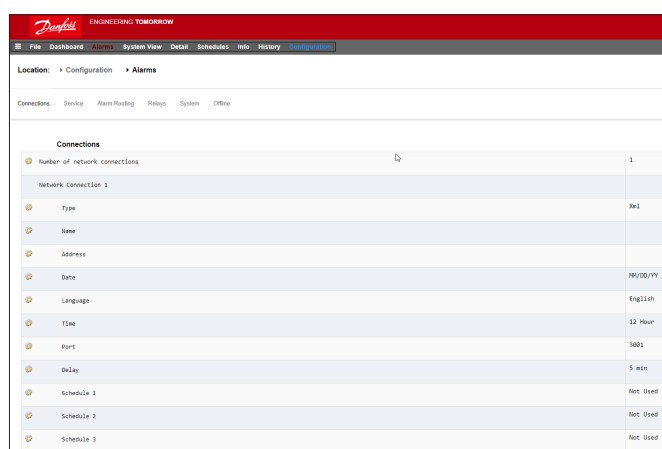 Danfoss ENGINEERING TOMORROW
File Dashboard Alarms System View Detail Schedules Info History Configuration
Location: Configuration Alarms
Connections Service Alarm Routing Relays System Offline
Connections
Number of network connections 1
Network Connection 1
Type Xml
Name
Address
Date MM/DD/YY
Language English
Time 12 Hour
Port 3001
Delay 5 min
Schedule 1 Not Used
Schedule 2 Not Used
Schedule 3 Not Used